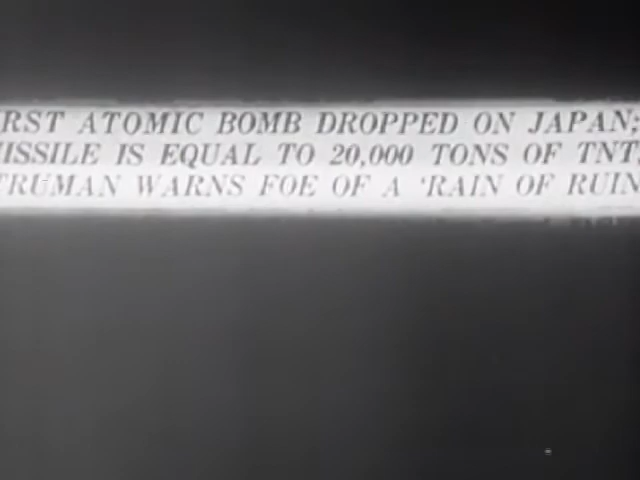 RST ATOMIC BOMB DROPPED ON JAPAN;
ISSILE IS EQUAL TO 20,000 TONS OF TNT;
TRUMAN WARNS FOE OF A 'RAIN OF RUIN